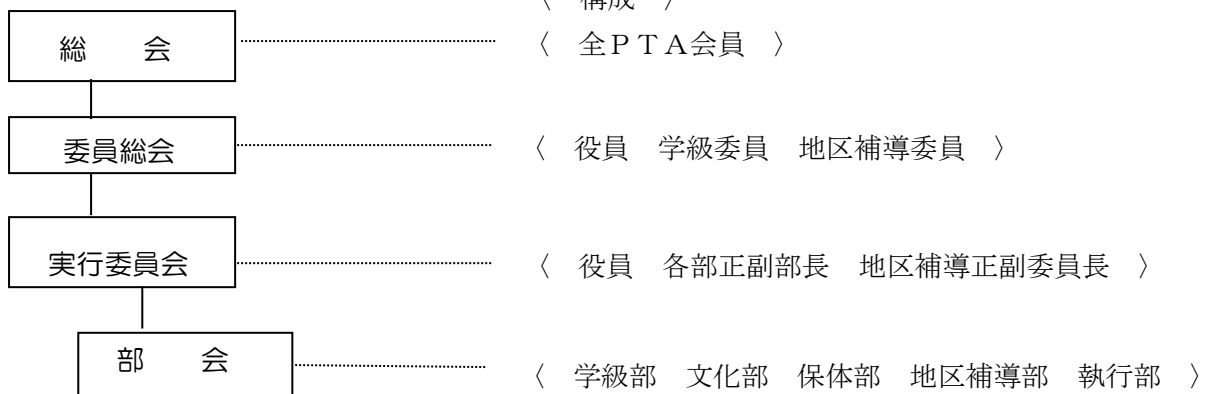 〈　構成　〉
総　　会　〈　全ＰＴＡ会員　〉
委員総会　〈　役員　学級委員　地区補導委員　〉
実行委員会　〈　役員　各部正副部長　地区補導正副委員長　〉
部　　会　〈　学級部　文化部　保体部　地区補導部　執行部　〉